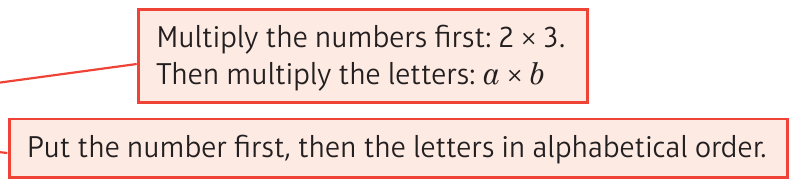 Multiply the numbers first: 2 × 3.
Then multiply the letters: a × b
Put the number first, then the letters in alphabetical order.